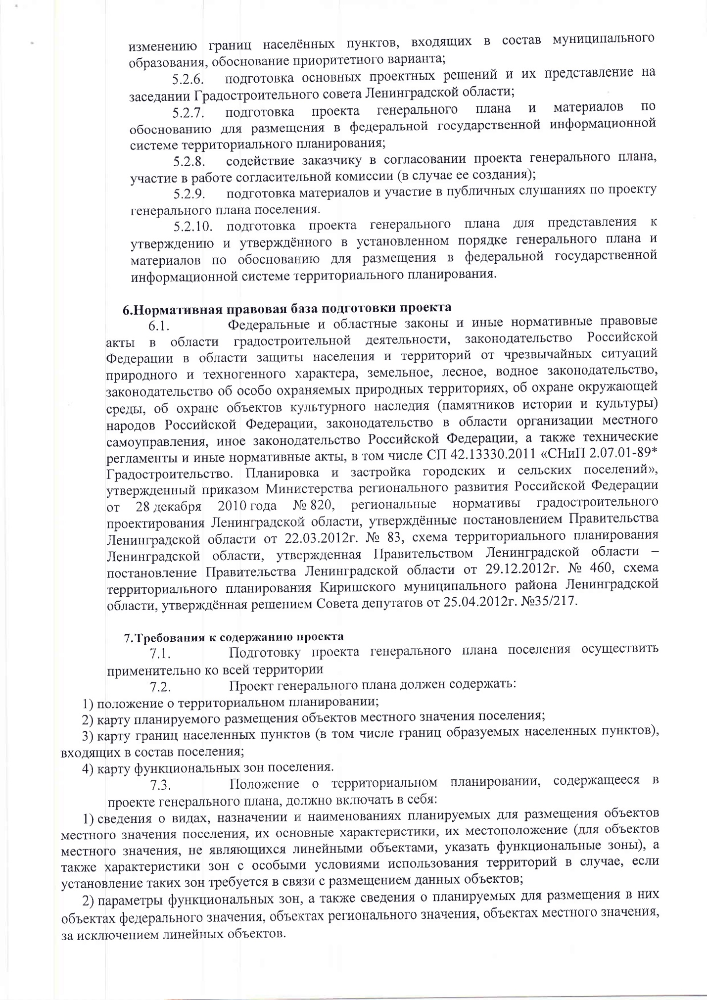 изменению границ населённых пунктов, входящих в состав муниципального
образования, обоснование приоритетного варианта;
5.2.6. подготовка основных проектных решений и их представление на
заседании Градостроительного совета Ленинградской области;
5.2.7. подготовка проекта генерального плана и материалов по
обоснованию для размещения в федеральной государственной информационной
системе территориального планирования;
5.2.8. содействие заказчику в согласовании проекта генерального плана,
участие в работе согласительной комиссии (в случае ее создания);
5.2.9. подготовка материалов и участие в публичных слушаниях по проекту
генерального плана поселения.
5.2.10. подготовка проекта генерального плана для представления к
утверждению и утверждённого в установленном порядке генерального плана и
материалов по обоснованию для размещения в федеральной государственной
информационной системе территориального планирования.
6.Нормативная правовая база подготовки проекта
6.1. Федеральные и областные законы и иные нормативные правовые
акты в области градостроительной деятельности, законодательство Российской
Федерации в области защиты населения и территорий от чрезвычайных ситуаций
природного и техногенного характера, земельное, лесное, водное законодательство,
законодательство об особо охраняемых природных территориях, об охране окружающей
среды, об охране объектов культурного наследия (памятников истории и культуры)
народов Российской Федерации, законодательство в области организации местного
самоуправления, иное законодательство Российской Федерации, а также технические
регламенты и иные нормативные акты, в том числе СП 42.13330.2011 «СНиП 2.07.01-89*
Градостроительство. Планировка и застройка городских и сельских поселений»,
утвержденный приказом Министерства регионального развития Российской Федерации
от 28 декабря 2010 года № 820, региональные нормативы градостроительного
проектирования Ленинградской области, утверждённые постановлением Правительства
Ленинградской области от 22.03.2012г. № 83, схема территориального планирования
Ленинградской области, утвержденная Правительством Ленинградской области –
постановление Правительства Ленинградской области от 29.12.2012г. № 460, схема
территориального планирования Киришского муниципального района Ленинградской
области, утверждённая решением Совета депутатов от 25.04.2012г. №35/217.
7.Требования к содержанию проекта
7.1. Подготовку проекта генерального плана поселения осуществить
применительно ко всей территории
7.2. Проект генерального плана должен содержать:
1) положение о территориальном планировании;
2) карту планируемого размещения объектов местного значения поселения;
3) карту границ населенных пунктов (в том числе границ образуемых населенных пунктов),
входящих в состав поселения;
4) карту функциональных зон поселения.
7.3. Положение о территориальном планировании, содержащееся в
проекте генерального плана, должно включать в себя:
1) сведения о видах, назначении и наименованиях планируемых для размещения объектов
местного значения поселения, их основные характеристики, их местоположение (для объектов
местного значения, не являющихся линейными объектами, указать функциональные зоны), а
также характеристики зон с особыми условиями использования территорий в случае, если
установление таких зон требуется в связи с размещением данных объектов;
2) параметры функциональных зон, а также сведения о планируемых для размещения в них
объектах федерального значения, объектах регионального значения, объектах местного значения,
за исключением линейных объектов.